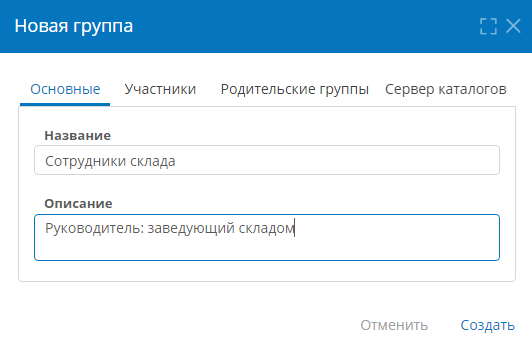 Новая группа
Основные Участники Родительские группы Сервер каталогов
Название
Сотрудники склада
Описание
Руководитель: заведующий складом
Отменить Создать